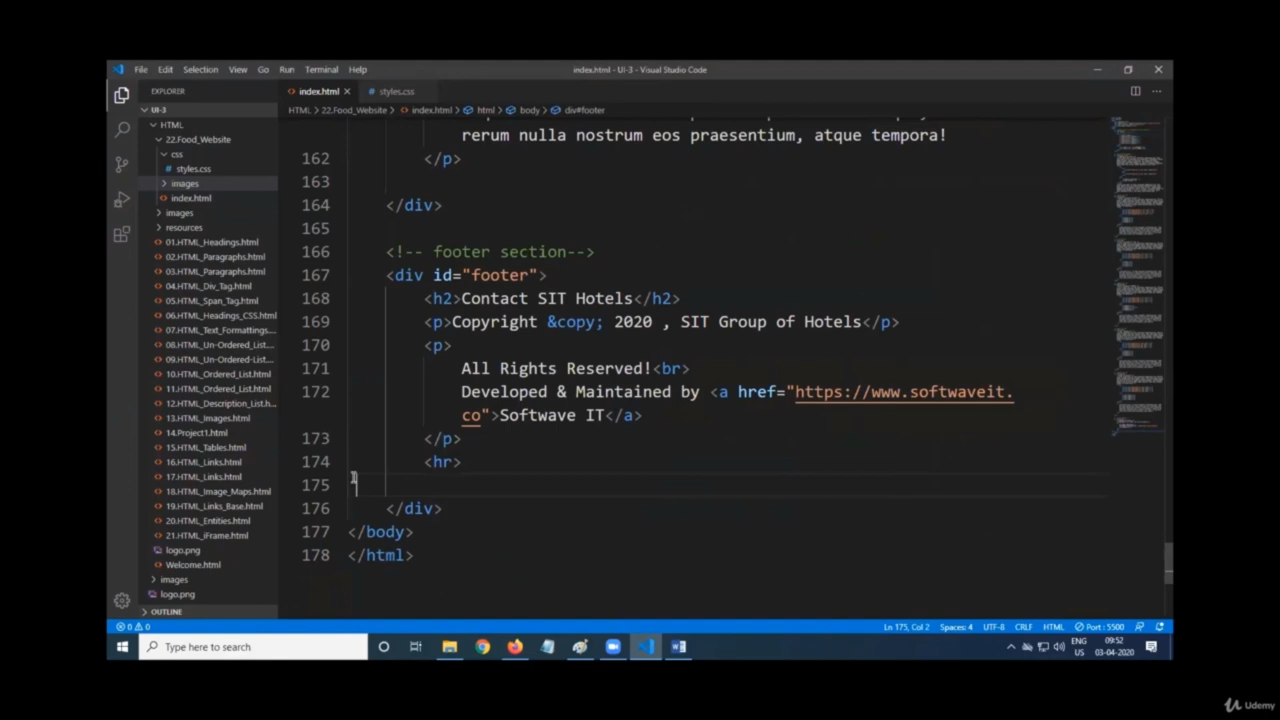 File Edit Selection View Go Run Terminal Help
index.html - UI-3 - Visual Studio Code
EXPLORER
UI-3
HTML
22.Food_Website
css
styles.css
images
index.html
images
resources
01.HTML_Headings.html
02.HTML_Paragraphs.html
03.HTML_Paragraphs.html
04.HTML_Div_Tag.html
05.HTML_Span_Tag.html
06.HTML_Headings_CSS.html
07.HTML_Text_Formattings....
08.HTML_Un-Ordered_List....
09.HTML_Un-Ordered-List....
10.HTML_Ordered_List.html
11.HTML_Ordered_List.html
12.HTML_Description_List.h...
13.HTML_Images.html
14.Project1.html
15.HTML_Tables.html
16.HTML_Links.html
17.HTML_Links.html
18.HTML_Image_Maps.html
19.HTML_Links_Base.html
20.HTML_Entities.html
21.HTML_iFrame.html
logo.png
Welcome.html
images
logo.png
OUTLINE
index.html styles.css
HTML > 22.Food_Website > index.html > html > body > div#footer
rerum nulla nostrum eos praesentium, atque tempora!
162 </p>
163
164 </div>
165
166 <!-- footer section-->
167 <div id="footer">
168 <h2>Contact SIT Hotels</h2>
169 <p>Copyright &copy; 2020 , SIT Group of Hotels</p>
170 <p>
171 All Rights Reserved!<br>
172 Developed & Maintained by <a href="https://www.softwaveit.
co">Softwave IT</a>
173 </p>
174 <hr>
175
176 </div>
177 </body>
178 </html>
0 0 Ln 175, Col 2 Spaces: 4 UTF-8 CRLF HTML Port : 5500
Type here to search
ENG
US
09:52
03-04-2020
Udemy